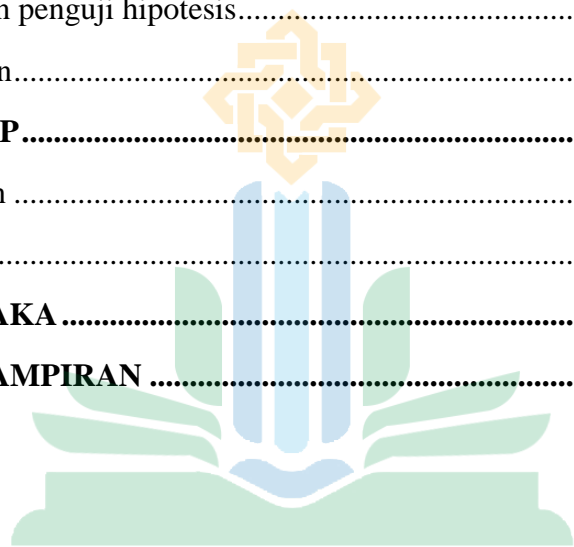 n penguji hipotesis..........................................................
n.......................................................................................
P.....................................................................................
n ......................................................................................
.........................................................................................
AKA ...............................................................................
AMPIRAN ....................................................................